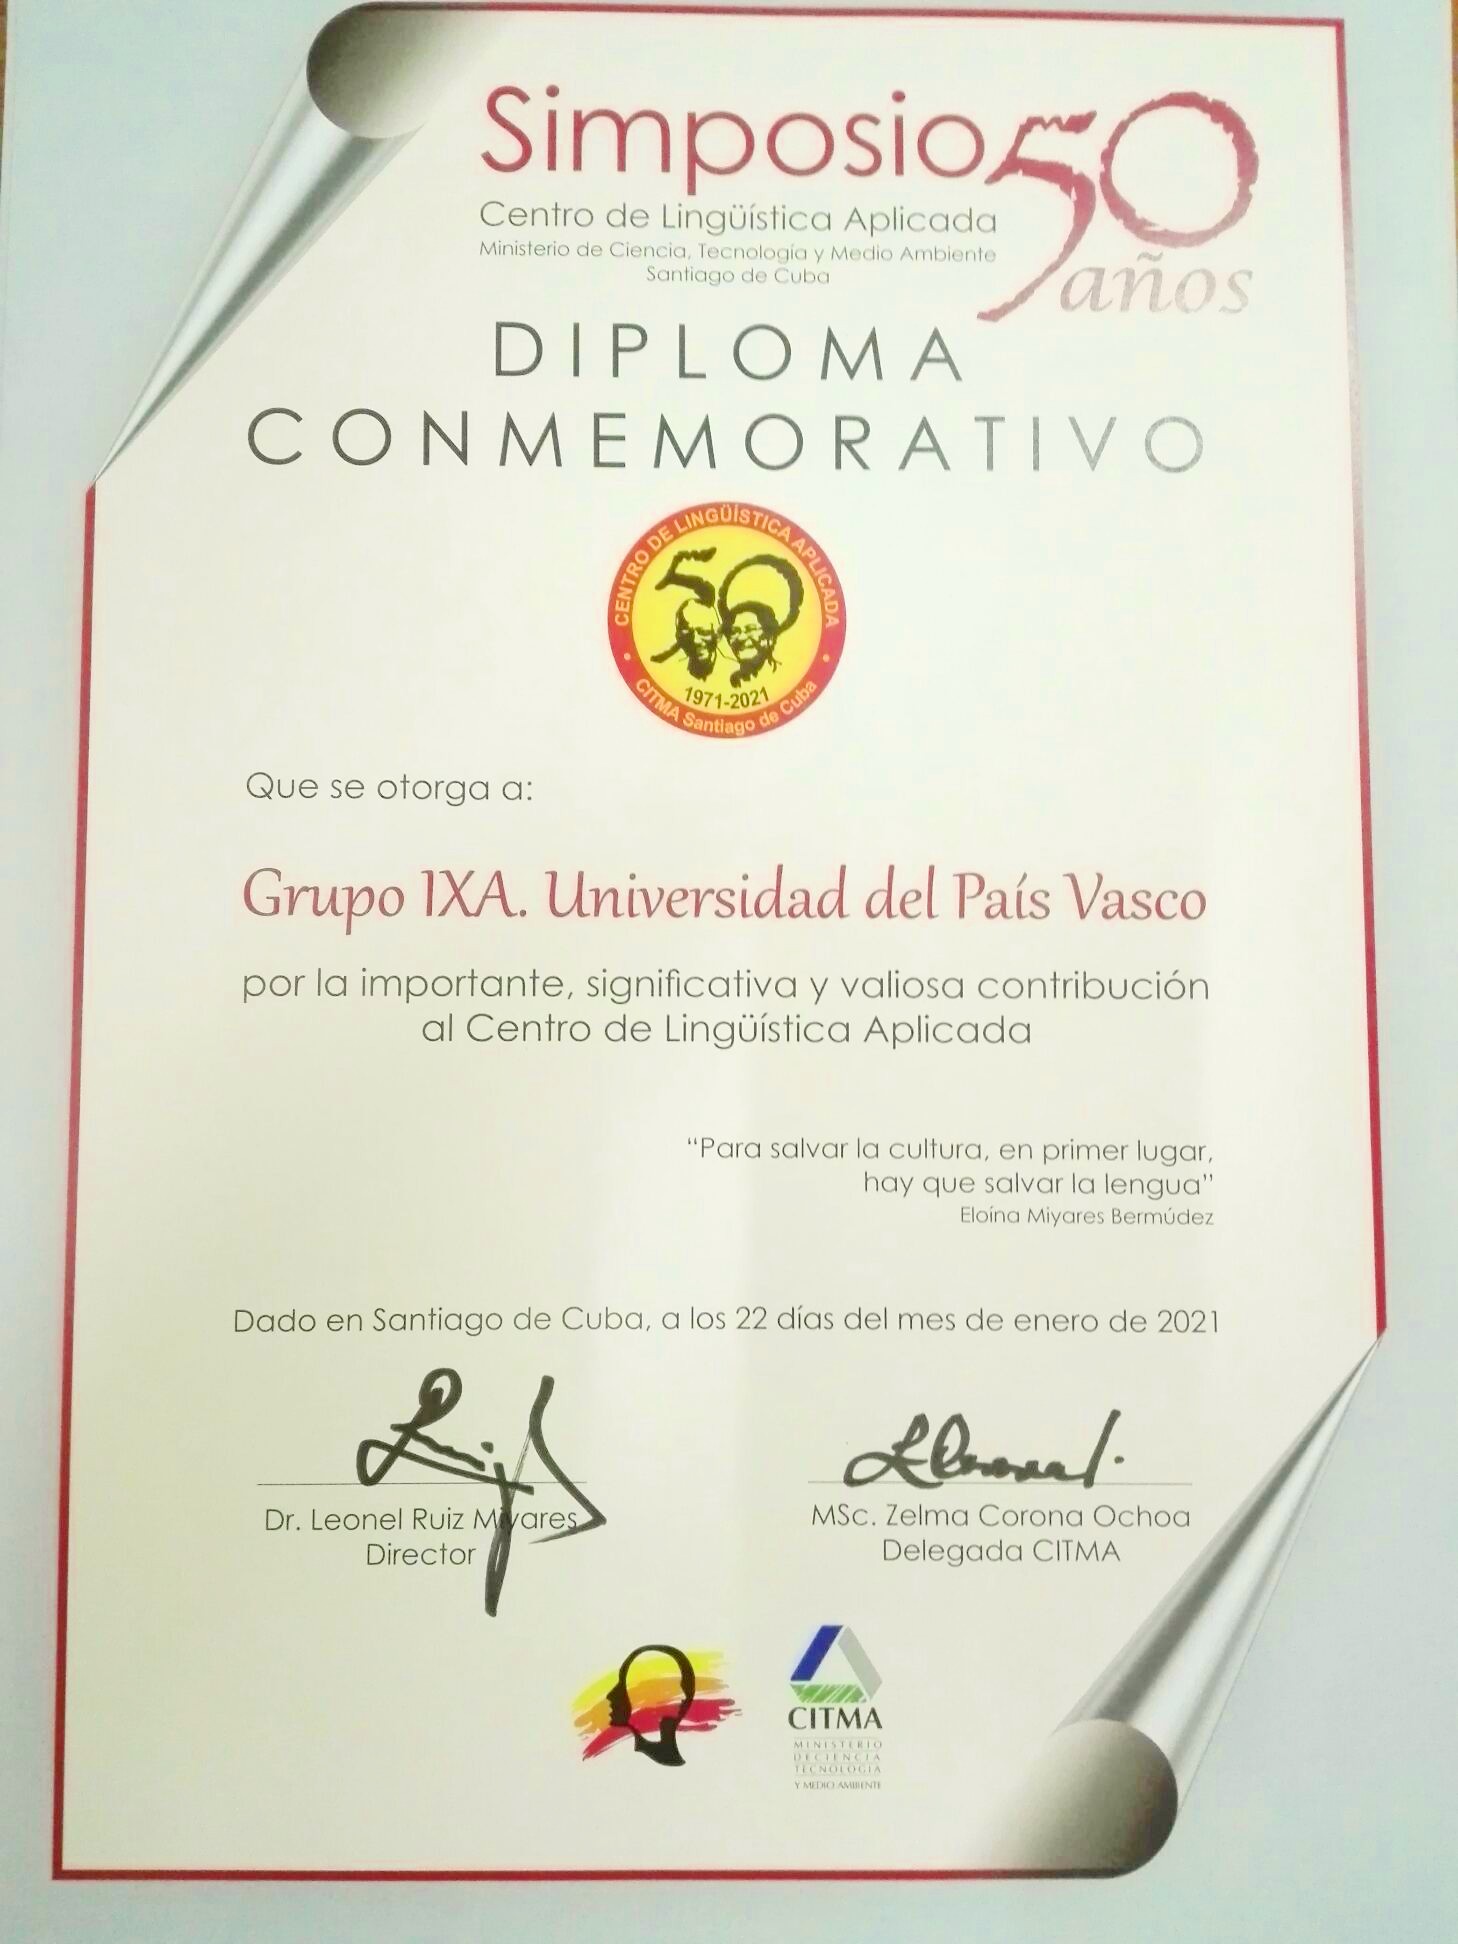 Simposio 50
Centro de Lingüística Aplicada
Ministerio de Ciencia, Tecnología y Medio Ambiente
Santiago de Cuba
años
DIPLOMA
CONMEMORATIVO
CENTRO DE LINGÜÍSTICA APLICADA
50
1971-2021
CITMA Santiago de Cuba
Que se otorga a:
Grupo IXA. Universidad del País Vasco
por la importante, significativa y valiosa contribución
al Centro de Lingüística Aplicada
“Para salvar la cultura, en primer lugar,
hay que salvar la lengua”
Eloína Miyares Bermúdez
Dado en Santiago de Cuba, a los 22 días del mes de enero de 2021
Dr. Leonel Ruiz Miyares
Director
MSc. Zelma Corona Ochoa
Delegada CITMA
CITMA
MINISTERIO
DE CIENCIA
TECNOLOGIA
Y MEDIO AMBIENTE